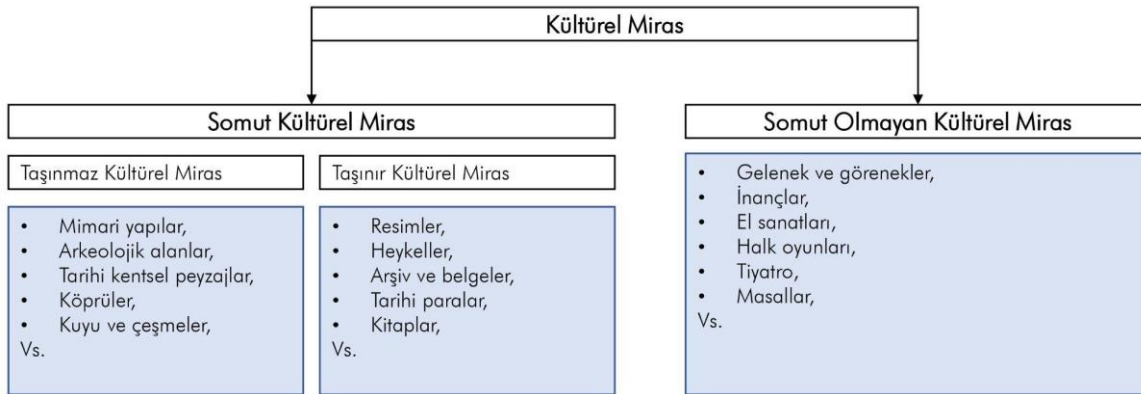 Kültürel Miras
Somut Kültürel Miras
Taşınmaz Kültürel Miras
• Mimari yapılar,
• Arkeolojik alanlar,
• Tarihi kentsel peyzajlar,
• Köprüler,
• Kuyu ve çeşmeler,
Vs.
Taşınır Kültürel Miras
• Resimler,
• Heykeller,
• Arşiv ve belgeler,
• Tarihi paralar,
• Kitaplar,
Vs.
Somut Olmayan Kültürel Miras
• Gelenek ve görenekler,
• İnançlar,
• El sanatları,
• Halk oyunları,
• Tiyatro,
• Masallar,
Vs.